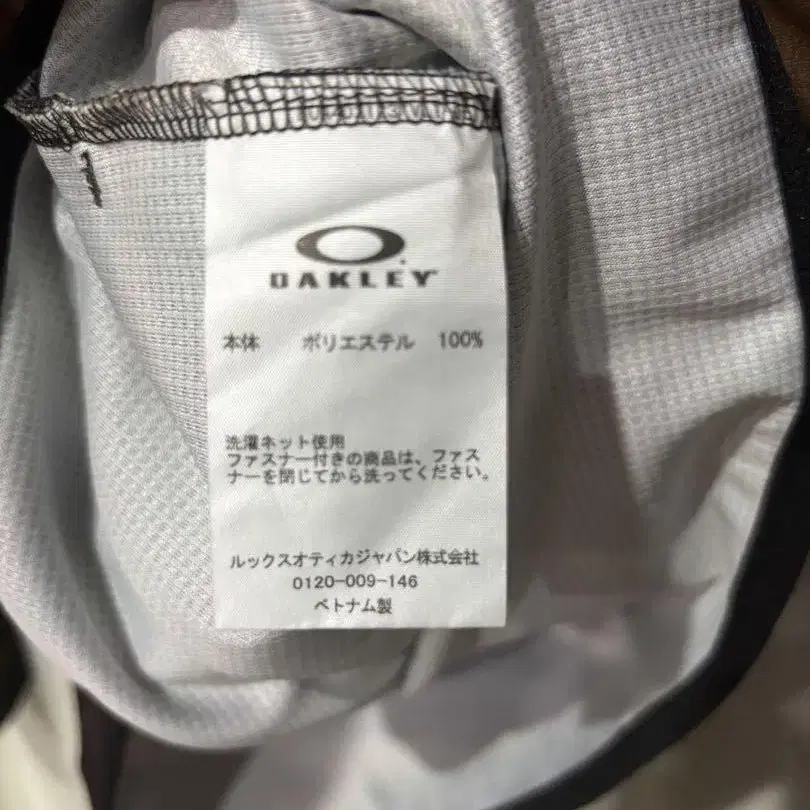 OAKLEY
本体 ポリエステル 100%
洗濯ネット使用
ファスナー付きの商品は、ファス
ナーを閉じてから洗ってください。
ルックスオティカジャパン株式会社
0120-009-146
ベトナム製